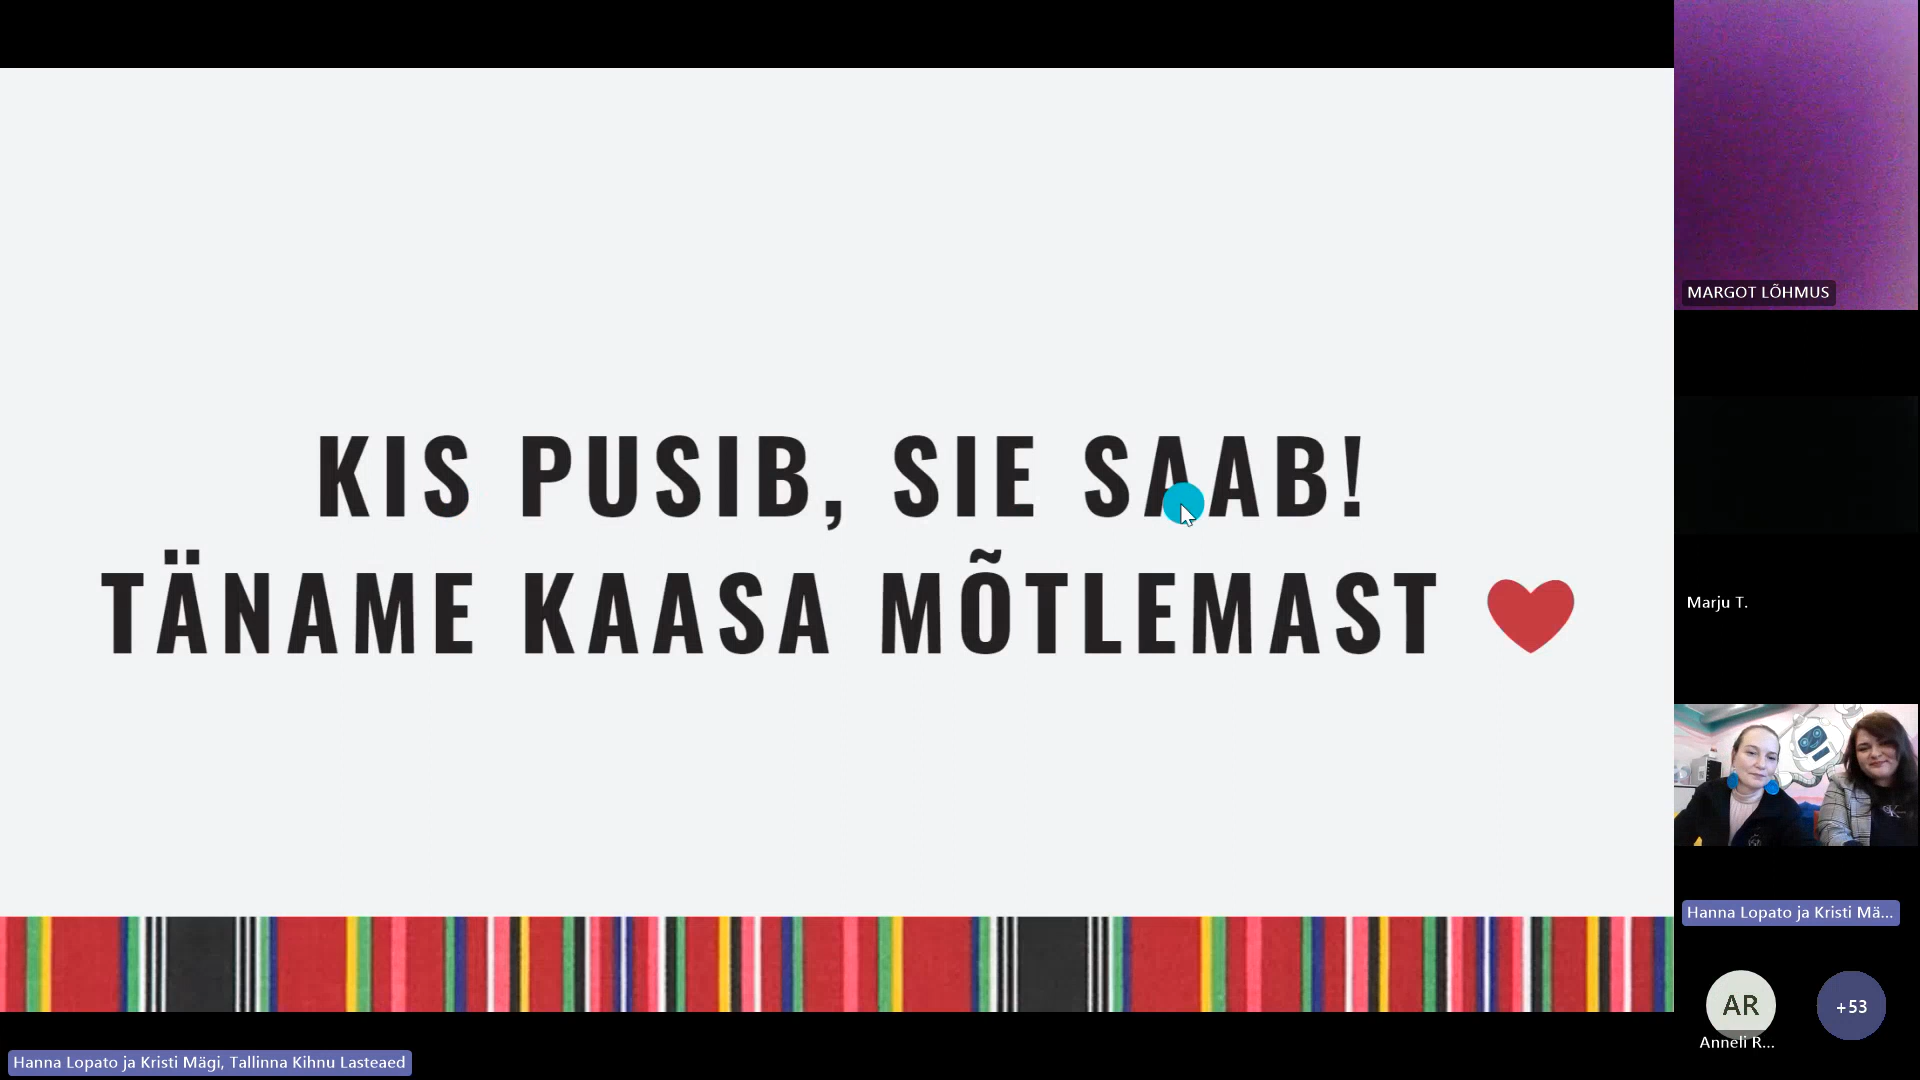 KIS PUSIB, SIE SAAB!
TÄNAME KAASA MÕTLEMAST
MARGOT LÕHMUS
Marju T.
Hanna Lopato ja Kristi Mä...
AR
+53
Anneli R...
Hanna Lopato ja Kristi Mägi, Tallinna Kihnu Lasteaed